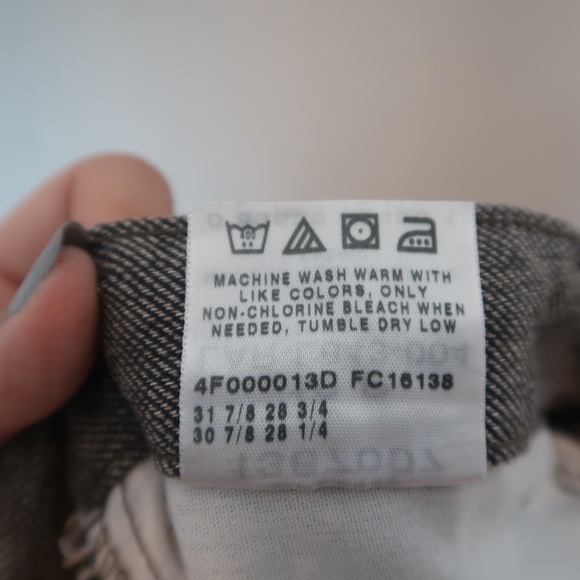 40
MACHINE WASH WARM WITH
LIKE COLORS, ONLY
NON-CHLORINE BLEACH WHEN
NEEDED, TUMBLE DRY LOW
4F000013D FC16138
31 7/8 28 3/4
30 7/8 28 1/4